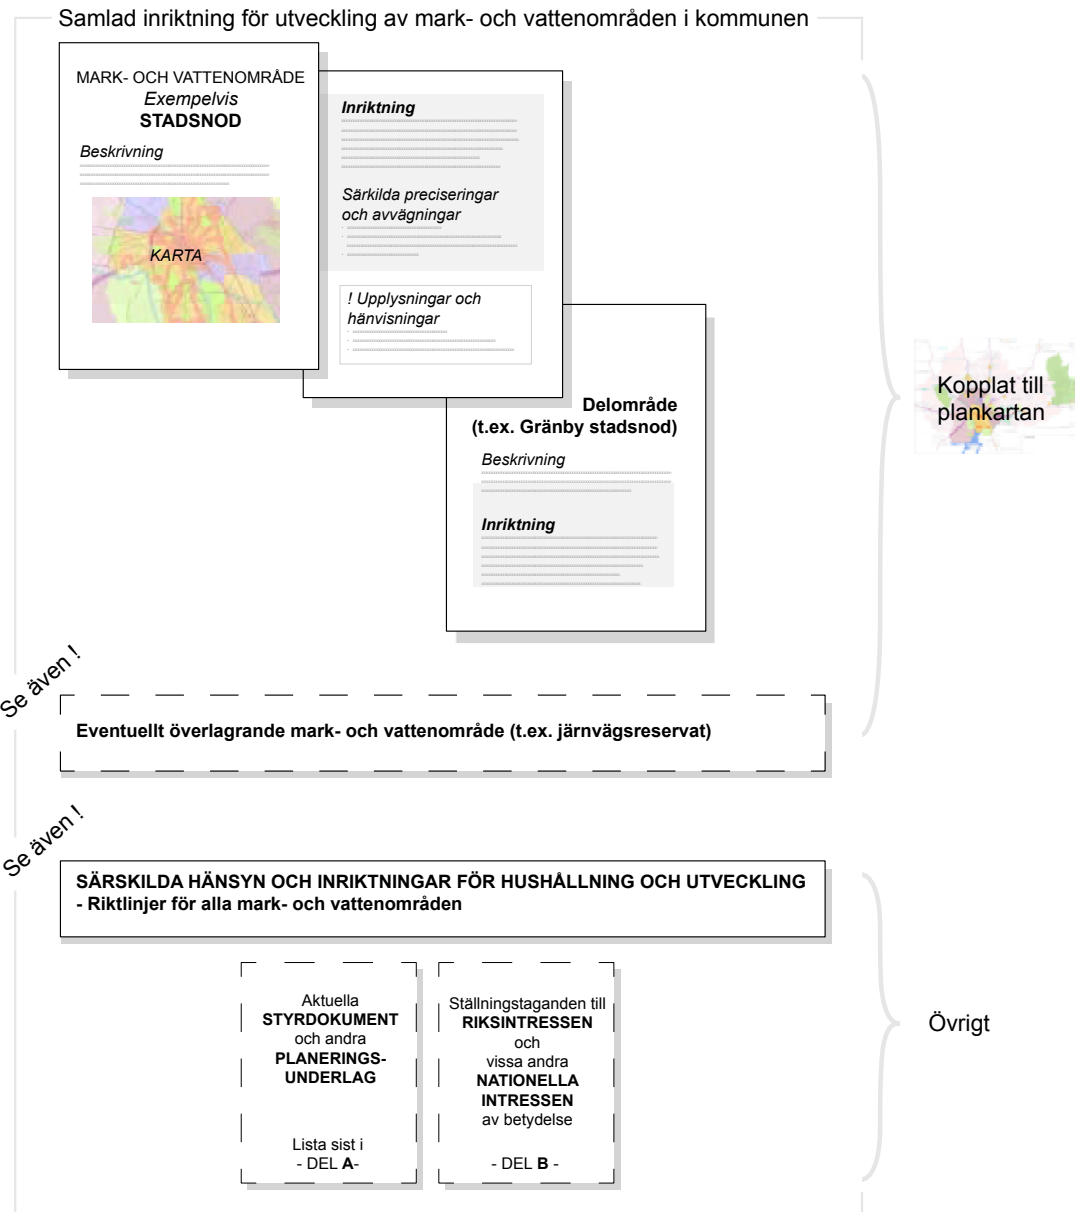 Samlad inriktning för utveckling av mark- och vattenområden i kommunen
MARK- OCH VATTENOMRÅDE
Exempelvis
STADSNOD
Beskrivning
KARTA
Inriktning
Särkilda preciseringar
och avvägningar
! Upplysningar och
hänvisningar
Delområde
(t.ex. Gränby stadsnod)
Beskrivning
Inriktning
Kopplat till
plankartan
Se även !
Eventuellt överlagrande mark- och vattenområde (t.ex. järnvägsreservat)
Se även !
SÄRSKILDA HÄNSYN OCH INRIKTNINGAR FÖR HUSHÅLLNING OCH UTVECKLING
- Riktlinjer för alla mark- och vattenområden
Aktuella
STYRDOKUMENT
och andra
PLANERINGS-
UNDERLAG
Lista sist i
- DEL A-
Ställningstaganden till
RIKSINTRESSEN
och
vissa andra
NATIONELLA
INTRESSEN
av betydelse
- DEL B -
Övrigt